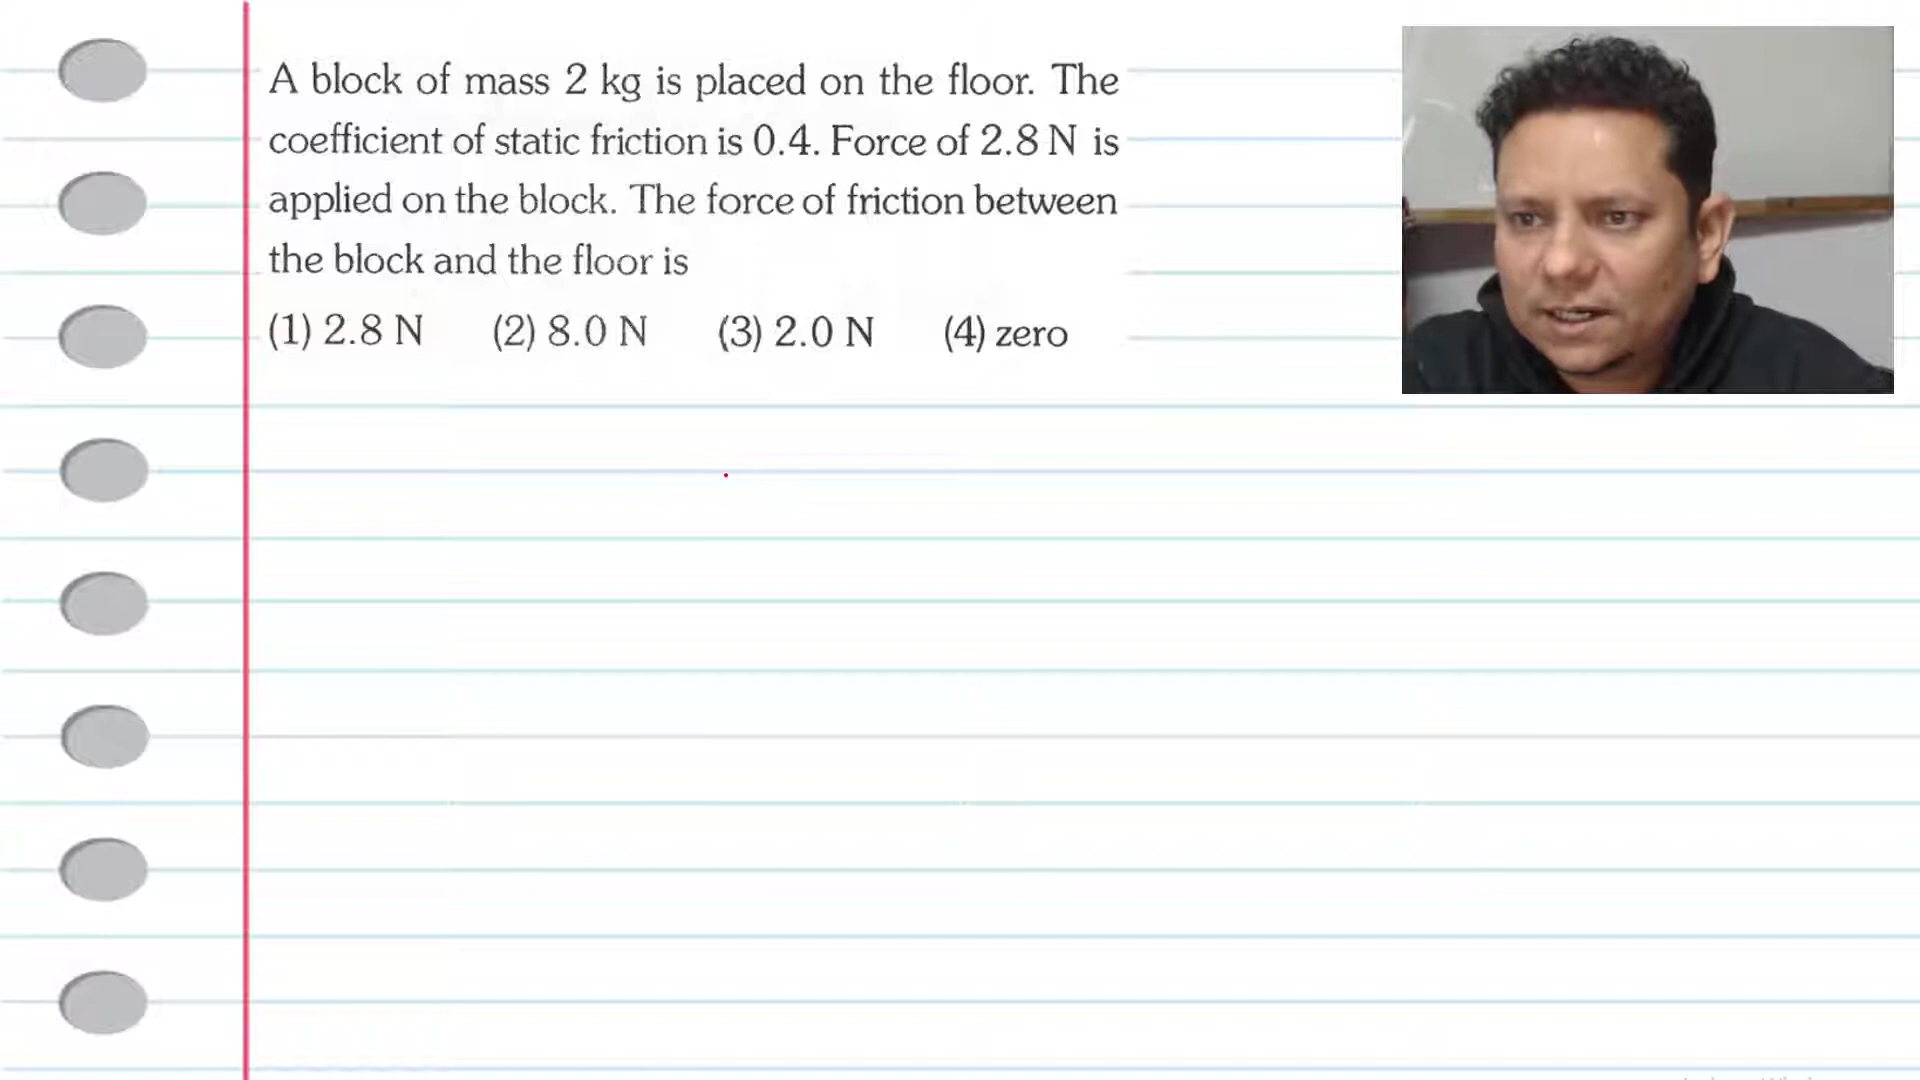 A block of mass 2 kg is placed on the floor. The
coefficient of static friction is 0.4. Force of 2.8 N is
applied on the block. The force of friction between
the block and the floor is
(1) 2.8 N (2) 8.0 N (3) 2.0 N (4) zero